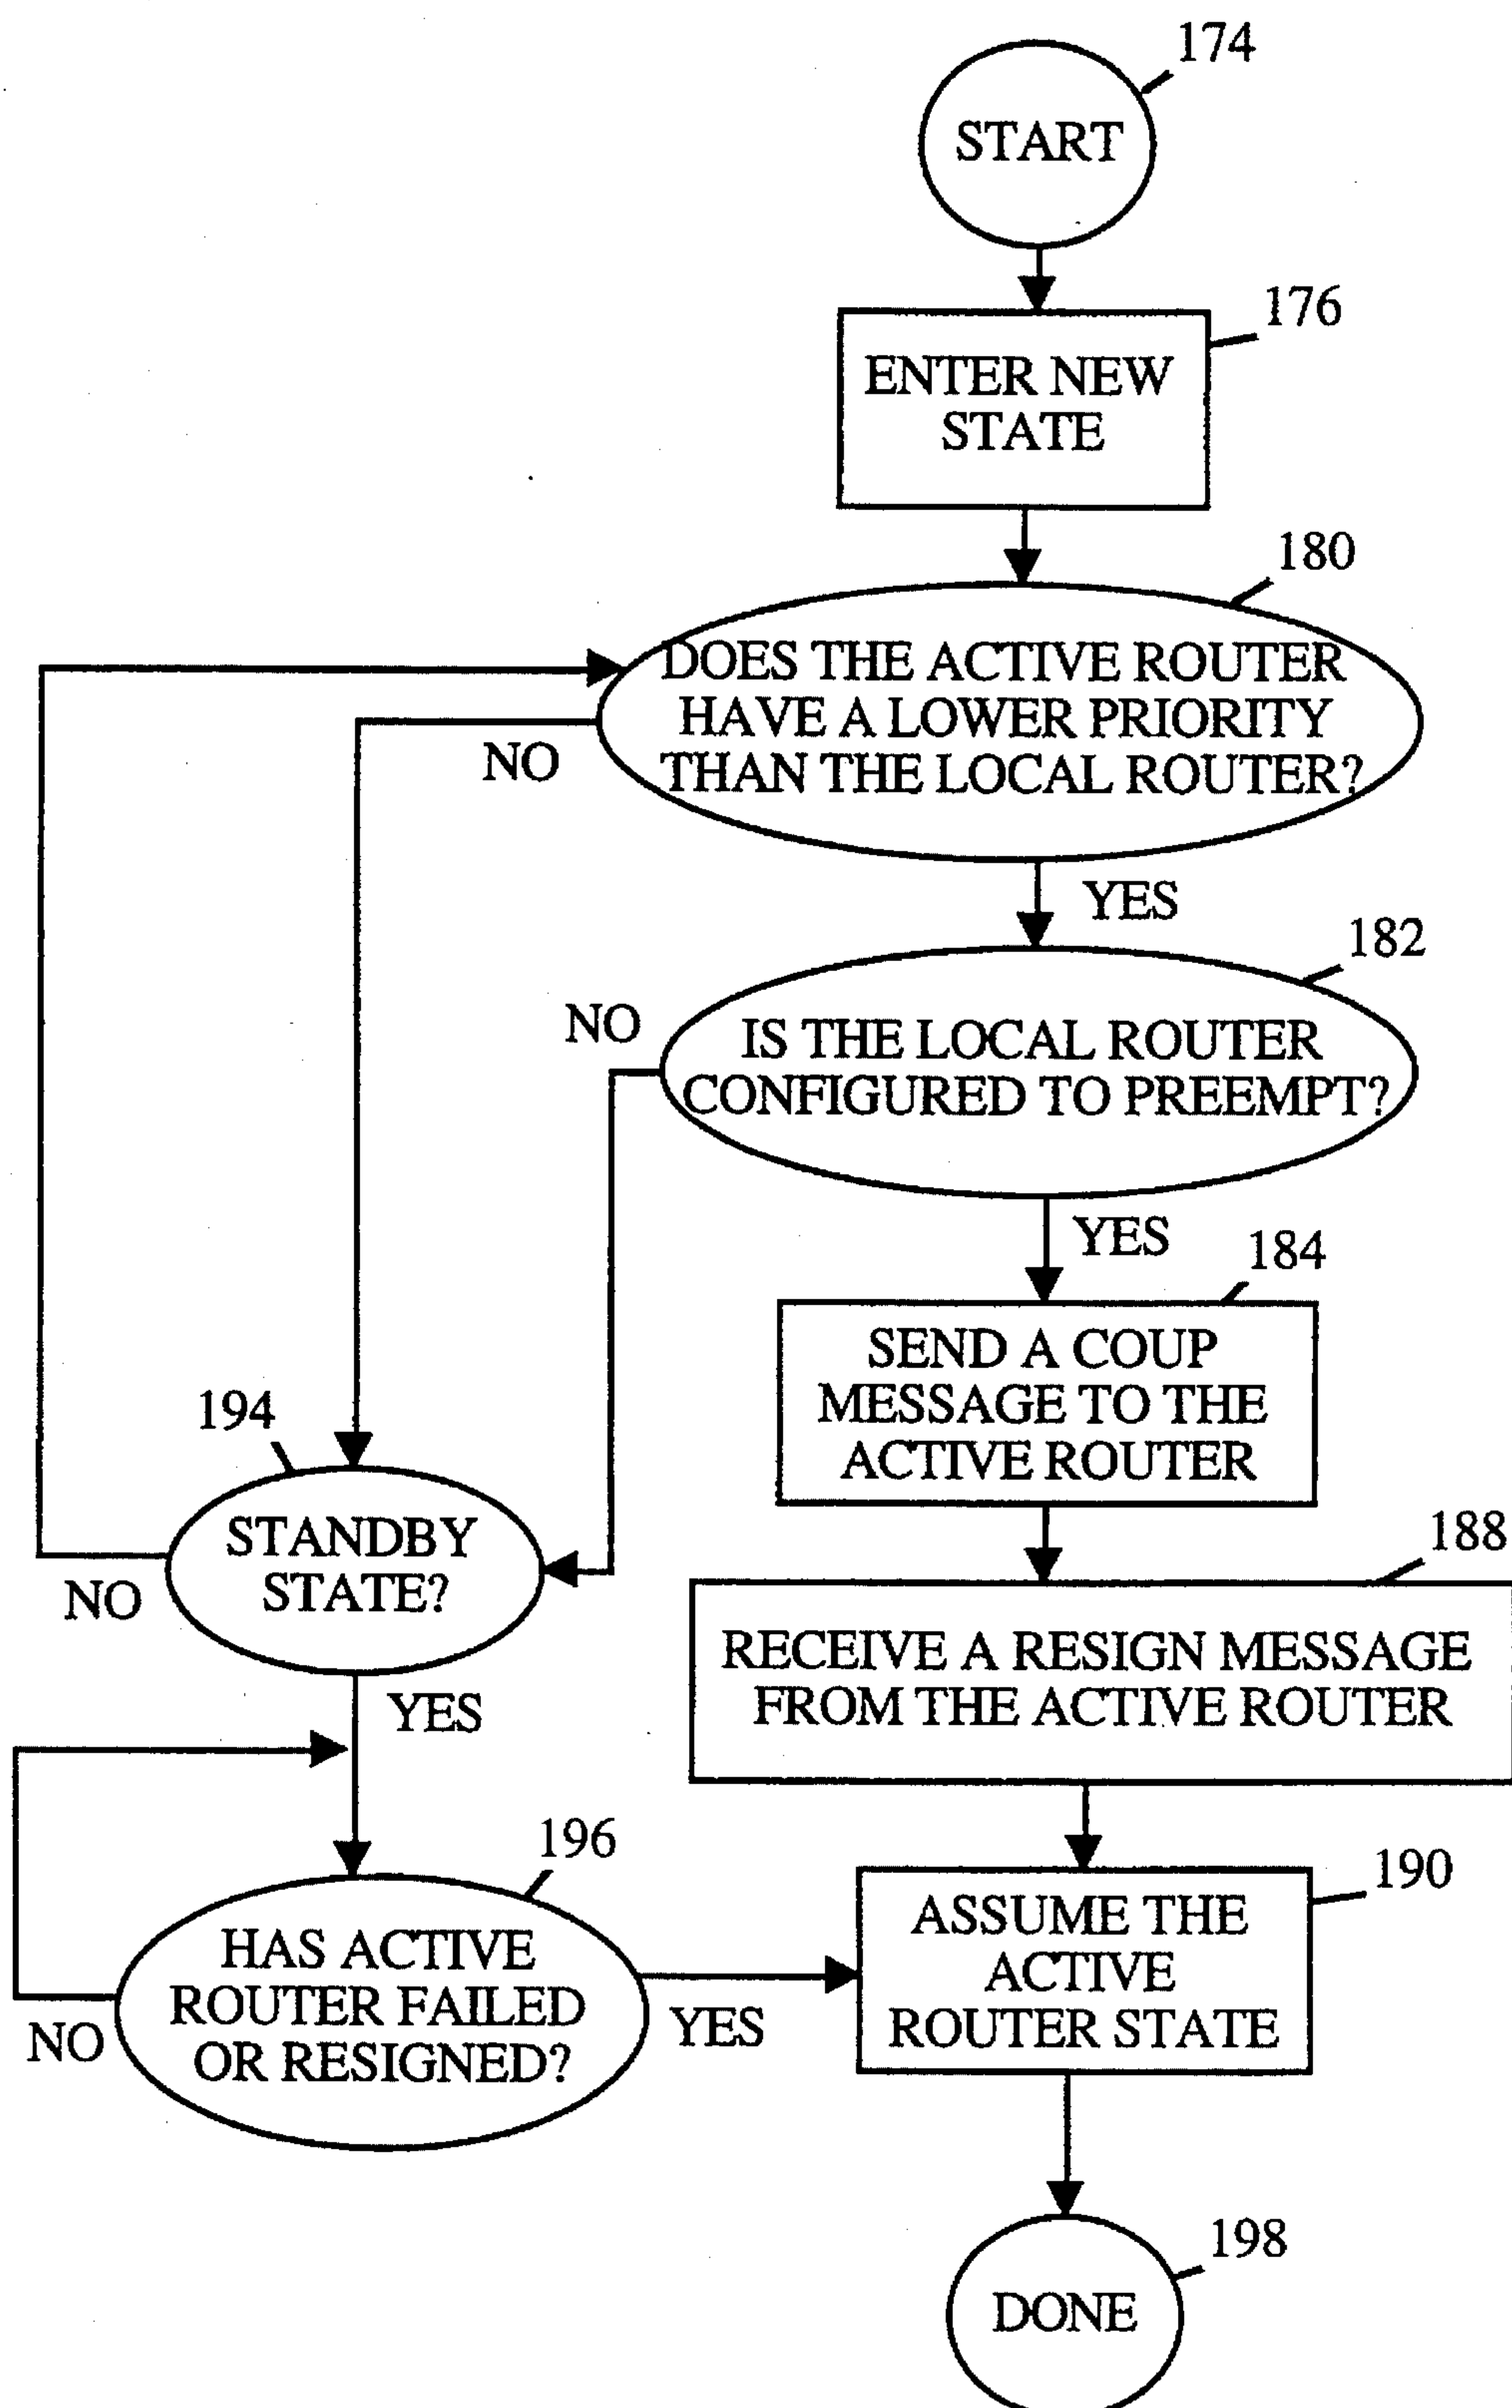 174
START
176
ENTER NEW
STATE
180
DOES THE ACTIVE ROUTER
HAVE A LOWER PRIORITY
THAN THE LOCAL ROUTER?
NO
YES
182
NO
IS THE LOCAL ROUTER
CONFIGURED TO PREEMPT?
YES
184
SEND A COUP
MESSAGE TO THE
ACTIVE ROUTER
194
STANDBY
STATE?
NO
YES
188
RECEIVE A RESIGN MESSAGE
FROM THE ACTIVE ROUTER
196
HAS ACTIVE
ROUTER FAILED
OR RESIGNED?
NO
YES
190
ASSUME THE
ACTIVE
ROUTER STATE
198
DONE